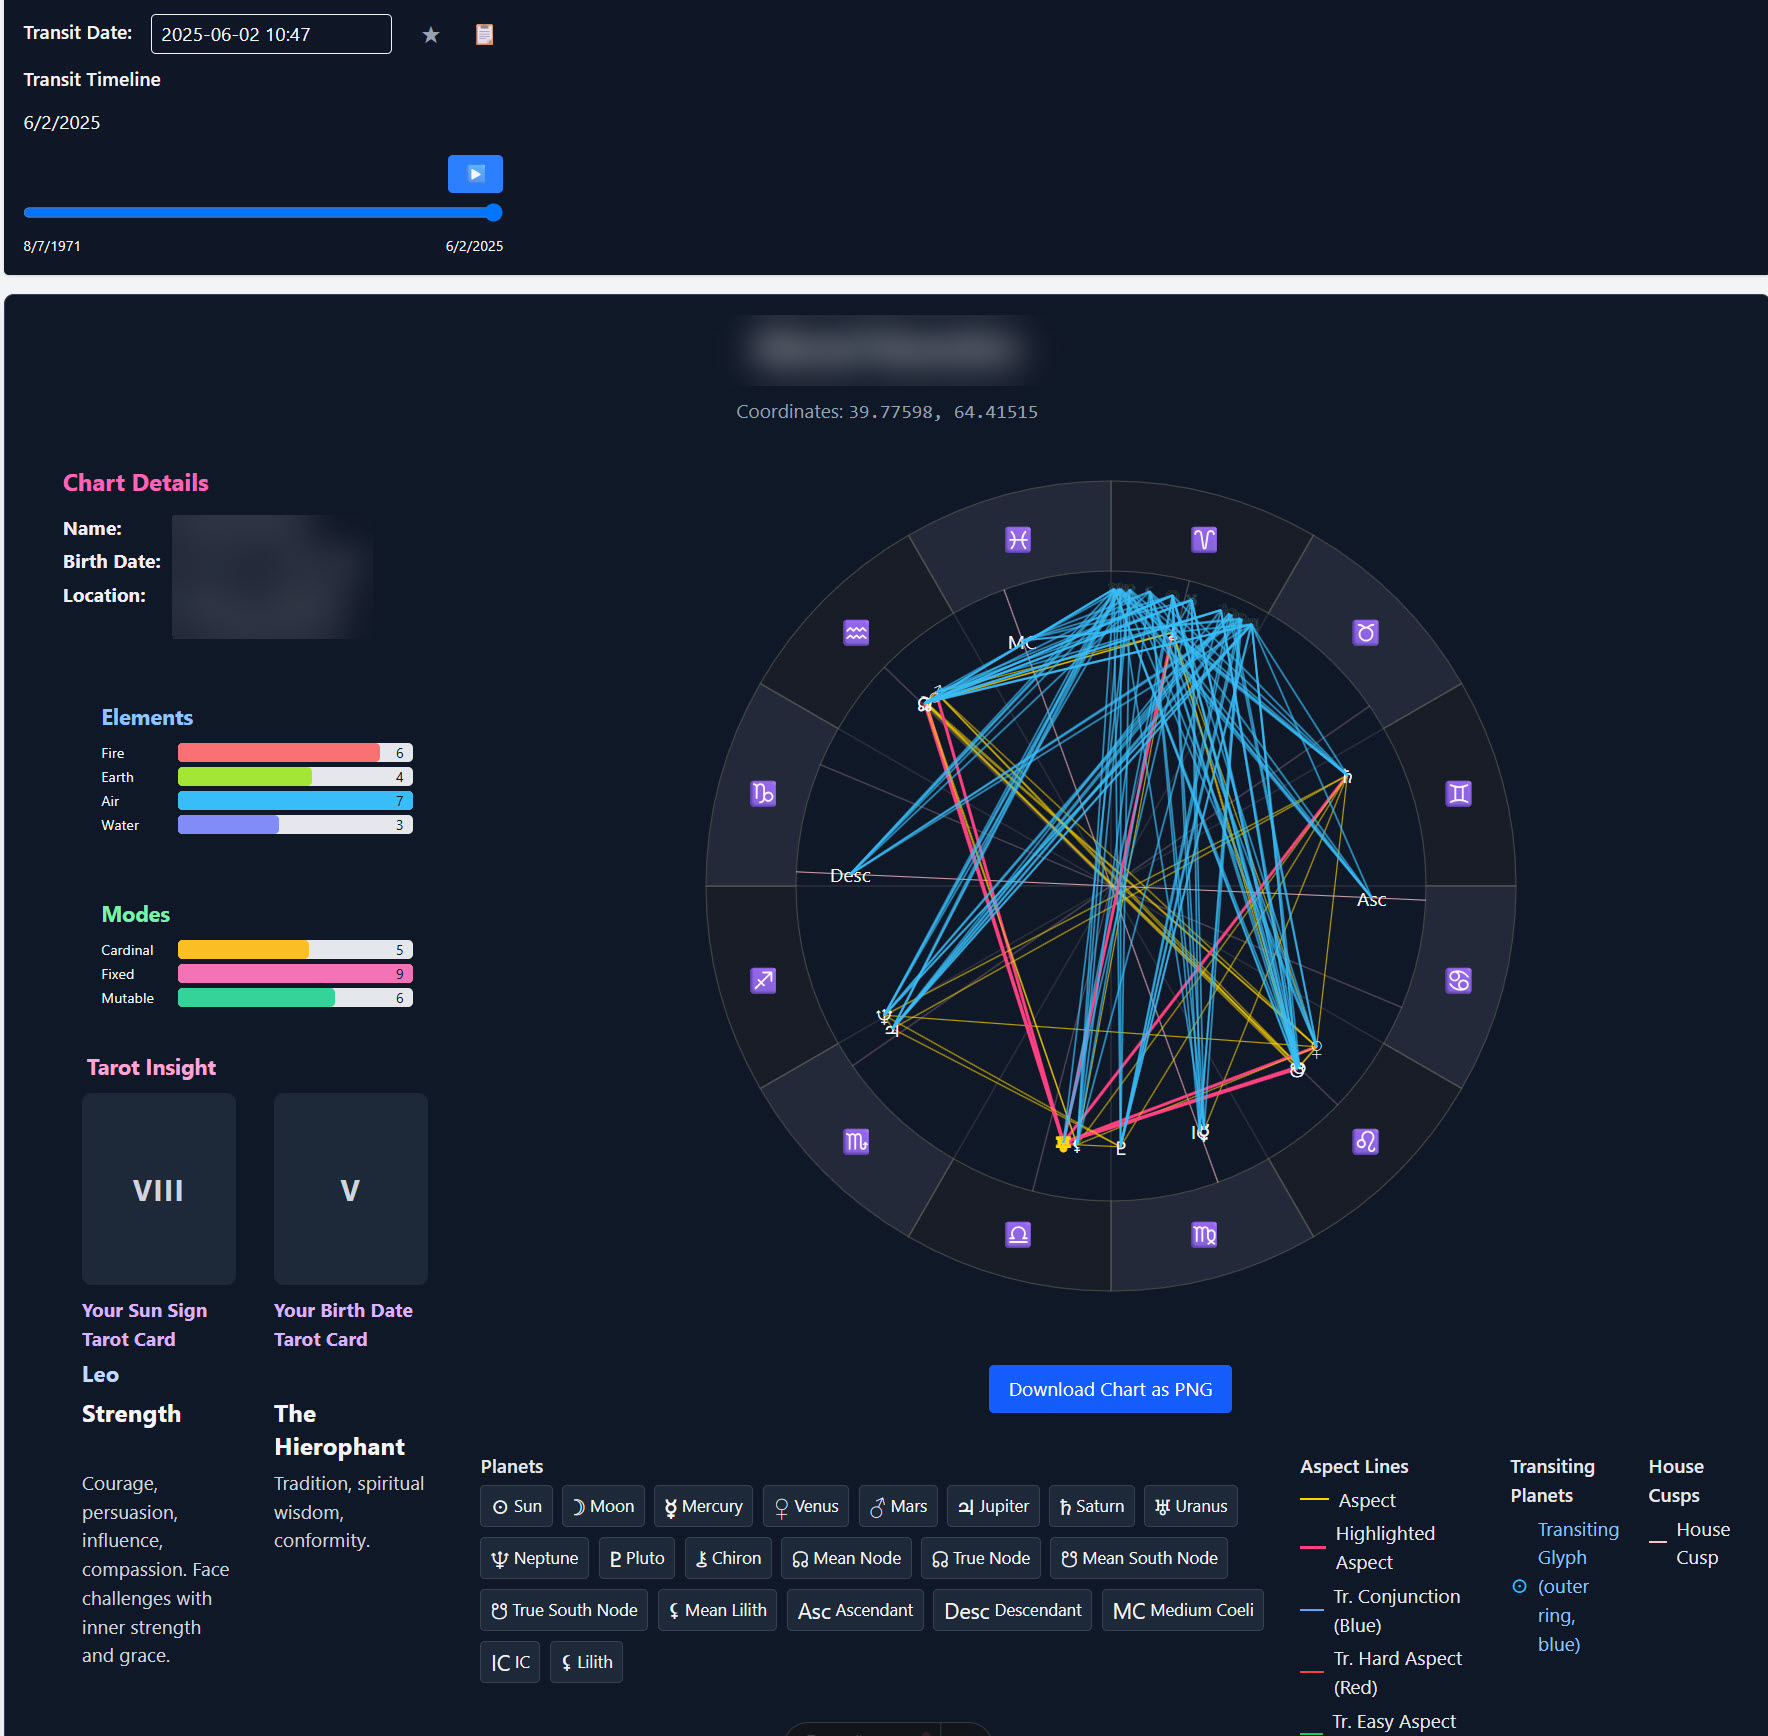 Transit Date: 2025-06-02 10:47 ★
Transit Timeline
6/2/2025
8/7/1971 6/2/2025
Coordinates: 39.77598, 64.41515
Chart Details
Name:
Birth Date:
Location:
Elements
Fire 6
Earth 4
Air 7
Water 3
Modes
Cardinal 5
Fixed 9
Mutable 6
Tarot Insight
VIII
V
Your Sun Sign
Tarot Card
Leo
Strength
Courage,
persuasion,
influence,
compassion. Face
challenges with
inner strength
and grace.
Your Birth Date
Tarot Card
The
Hierophant
Tradition, spiritual
wisdom,
conformity.
♓ ♈
♒ ♉
MC
☊
♄
♑ ♊
Desc
Asc
♐ ♋
♆
♃
♀
♇
♏ ♌
♎ ♍
Download Chart as PNG
Planets
☉ Sun ☽ Moon ☿ Mercury ♀ Venus ♂ Mars ♃ Jupiter ♄ Saturn ♅ Uranus
♆ Neptune ♇ Pluto ⚷ Chiron ☊ Mean Node ☊ True Node ☋ Mean South Node
☋ True South Node ⚸ Mean Lilith Asc Ascendant Desc Descendant MC Medium Coeli
IC IC ⚸ Lilith
Aspect Lines
Aspect
Highlighted
Aspect
Tr. Conjunction
(Blue)
Tr. Hard Aspect
(Red)
Tr. Easy Aspect
Transiting
Planets
☉ Transiting
Glyph
(outer
ring,
blue)
House
Cusps
House
Cusp